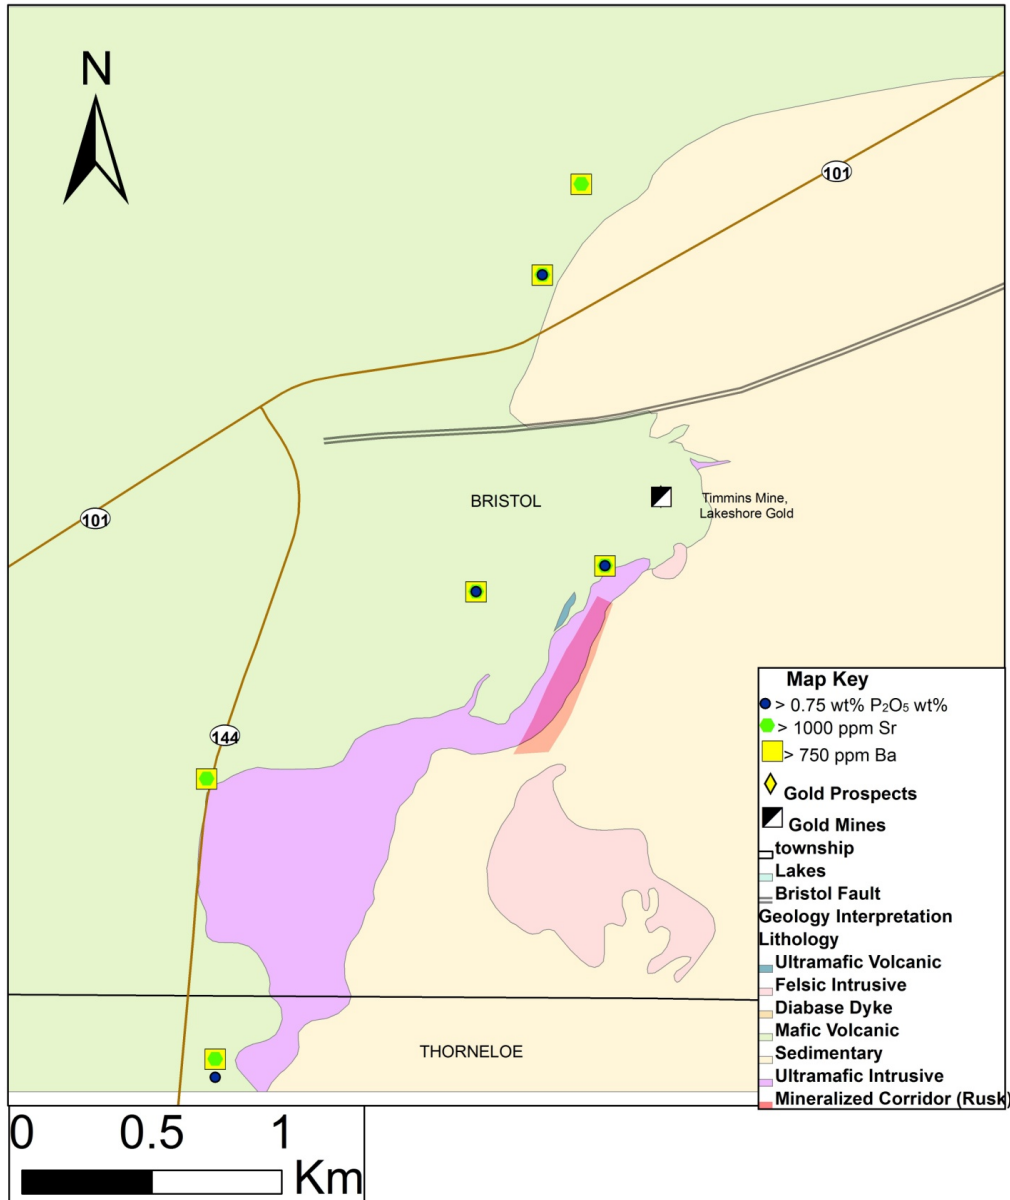 N
101
101
BRISTOL
Timmins Mine,
Lakeshore Gold
144
THORNELOE
Map Key
> 0.75 wt% P₂O₅ wt%
> 1000 ppm Sr
> 750 ppm Ba
Gold Prospects
Gold Mines
township
Lakes
Bristol Fault
Geology Interpretation
Lithology
Ultramafic Volcanic
Felsic Intrusive
Diabase Dyke
Mafic Volcanic
Sedimentary
Ultramafic Intrusive
Mineralized Corridor (Rusk)
0 0.5 1
Km